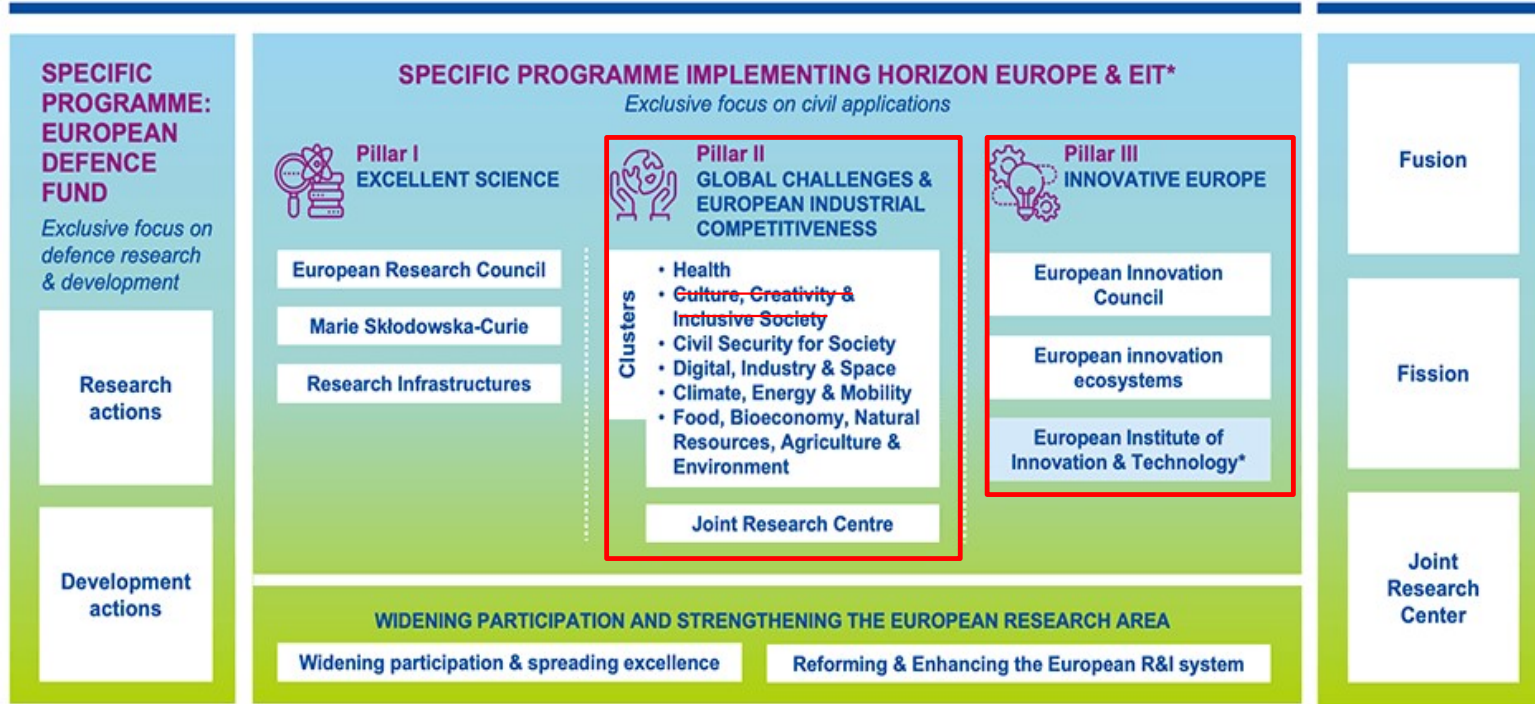 SPECIFIC
PROGRAMME:
EUROPEAN
DEFENCE
FUND
Exclusive focus on
defence research
& development
Research
actions
Development
actions
SPECIFIC PROGRAMME IMPLEMENTING HORIZON EUROPE & EIT*
Exclusive focus on civil applications
Pillar I
EXCELLENT SCIENCE
European Research Council
Marie Skłodowska-Curie
Research Infrastructures
Pillar II
GLOBAL CHALLENGES &
EUROPEAN INDUSTRIAL
COMPETITIVENESS
Clusters
• Health
• Culture, Creativity &
Inclusive Society
• Civil Security for Society
• Digital, Industry & Space
• Climate, Energy & Mobility
• Food, Bioeconomy, Natural
Resources, Agriculture &
Environment
Joint Research Centre
Pillar III
INNOVATIVE EUROPE
European Innovation
Council
European innovation
ecosystems
European Institute of
Innovation & Technology*
WIDENING PARTICIPATION AND STRENGTHENING THE EUROPEAN RESEARCH AREA
Widening participation & spreading excellence
Reforming & Enhancing the European R&I system
Fusion
Fission
Joint
Research
Center